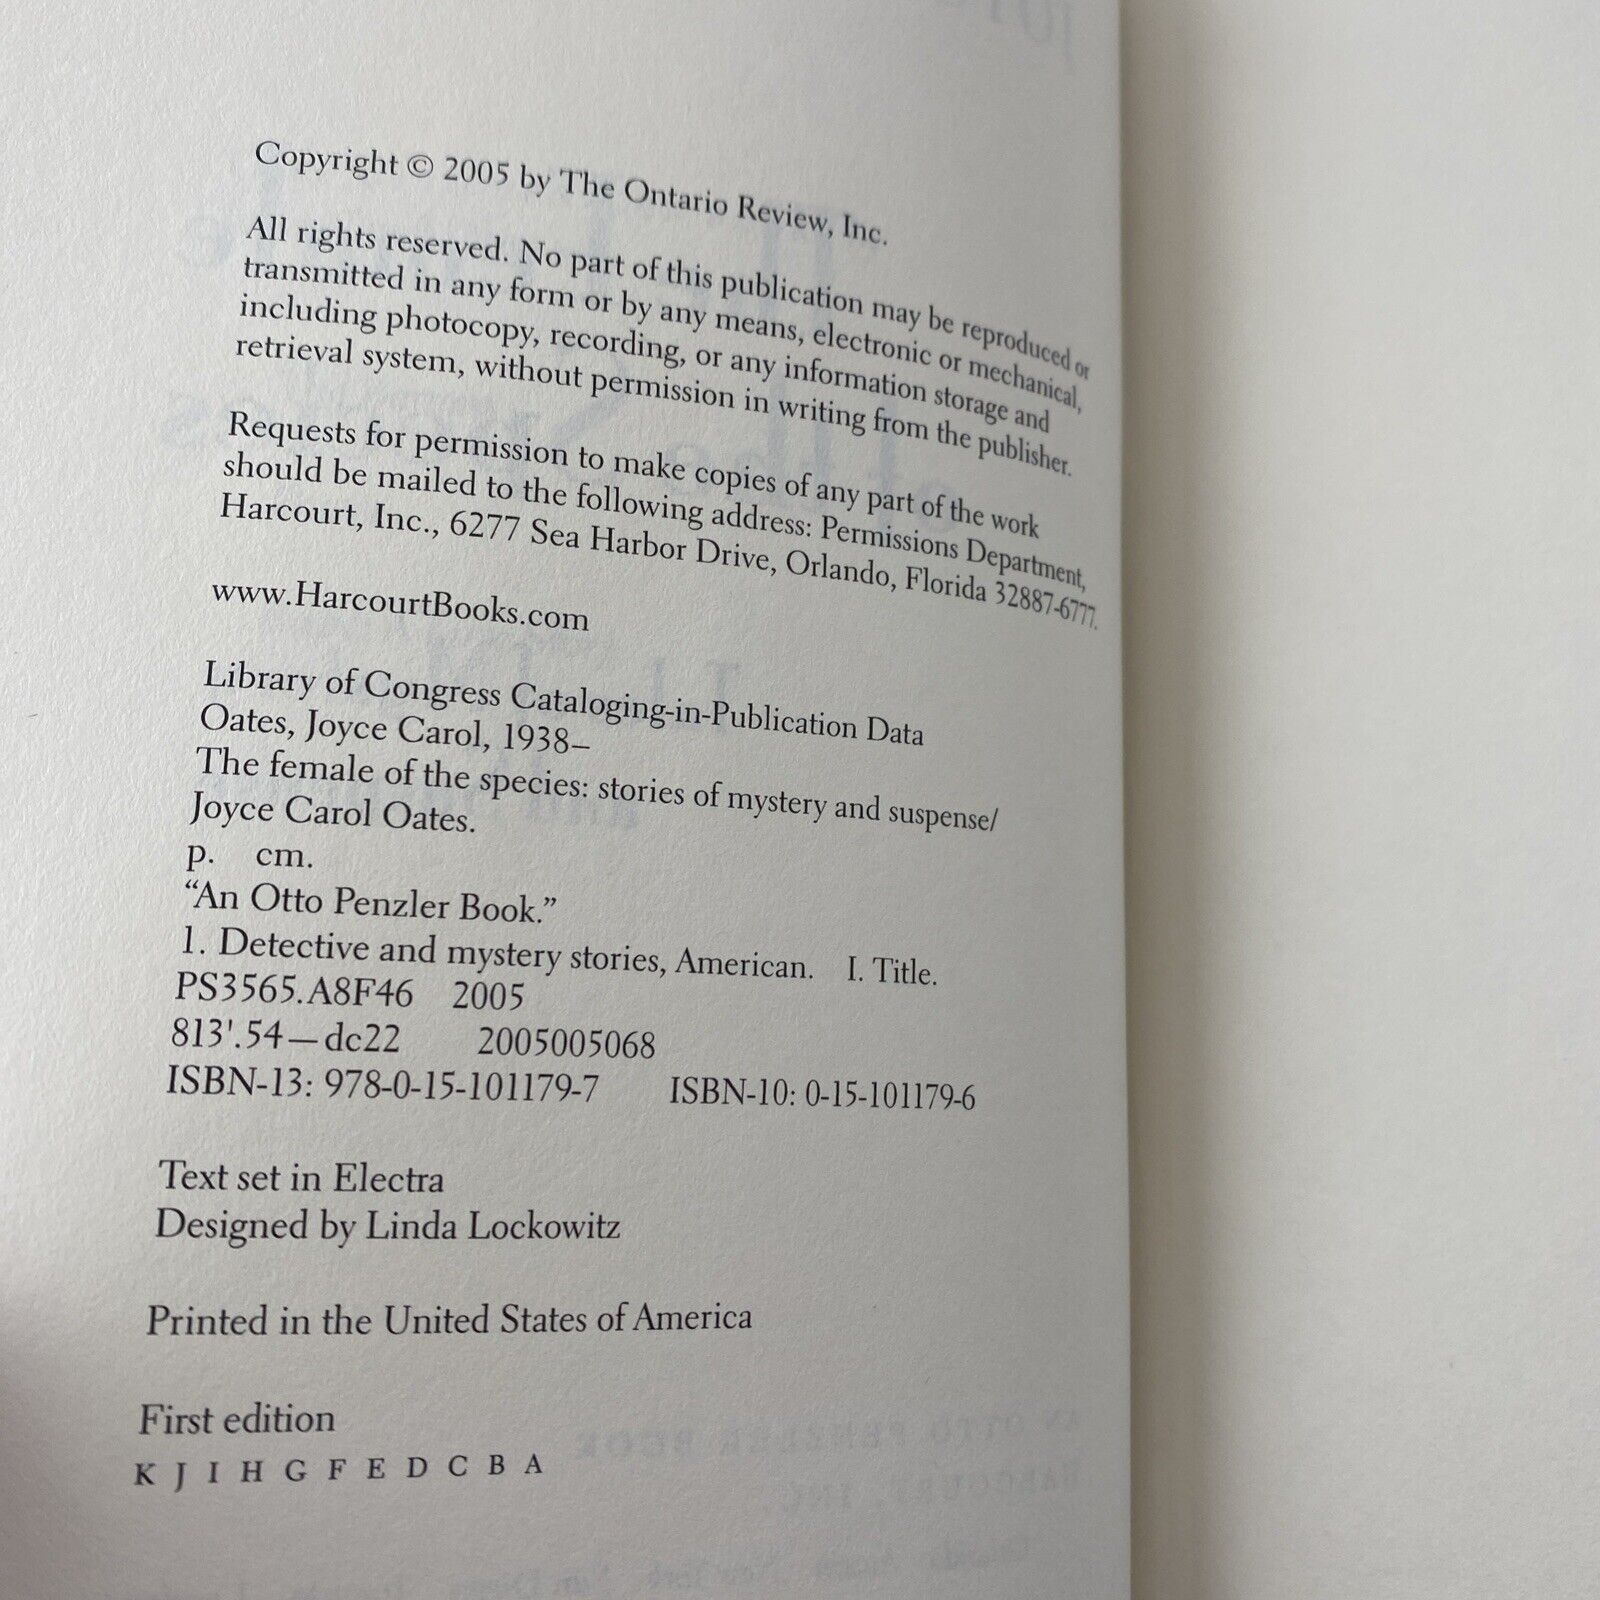 Copyright © 2005 by The Ontario Review, Inc.
All rights reserved. No part of this publication may be reproduced or
transmitted in any form or by any means, electronic or mechanical,
including photocopy, recording, or any information storage and
retrieval system, without permission in writing from the publisher.
Requests for permission to make copies of any part of the work
should be mailed to the following address: Permissions Department,
Harcourt, Inc., 6277 Sea Harbor Drive, Orlando, Florida 32887-6777.
www.HarcourtBooks.com
Library of Congress Cataloging-in-Publication Data
Oates, Joyce Carol, 1938–
The female of the species: stories of mystery and suspense/
Joyce Carol Oates.
p. cm.
“An Otto Penzler Book.”
1. Detective and mystery stories, American. I. Title.
PS3565.A8F46 2005
813'.54—dc22 2005005068
ISBN-13: 978-0-15-101179-7 ISBN-10: 0-15-101179-6
Text set in Electra
Designed by Linda Lockowitz
Printed in the United States of America
First edition
K J I H G F E D C B A